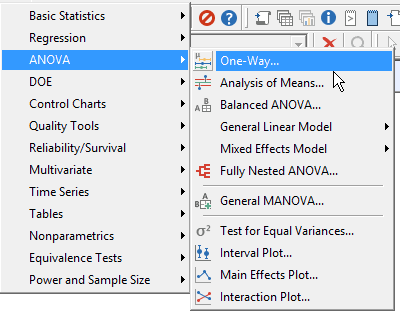 Basic Statistics
Regression
ANOVA
DOE
Control Charts
Quality Tools
Reliability/Survival
Multivariate
Time Series
Tables
Nonparametrics
Equivalence Tests
Power and Sample Size
One-Way...
Analysis of Means...
Balanced ANOVA...
General Linear Model
Mixed Effects Model
Fully Nested ANOVA...
General MANOVA...
σ² Test for Equal Variances...
Interval Plot...
Main Effects Plot...
Interaction Plot...